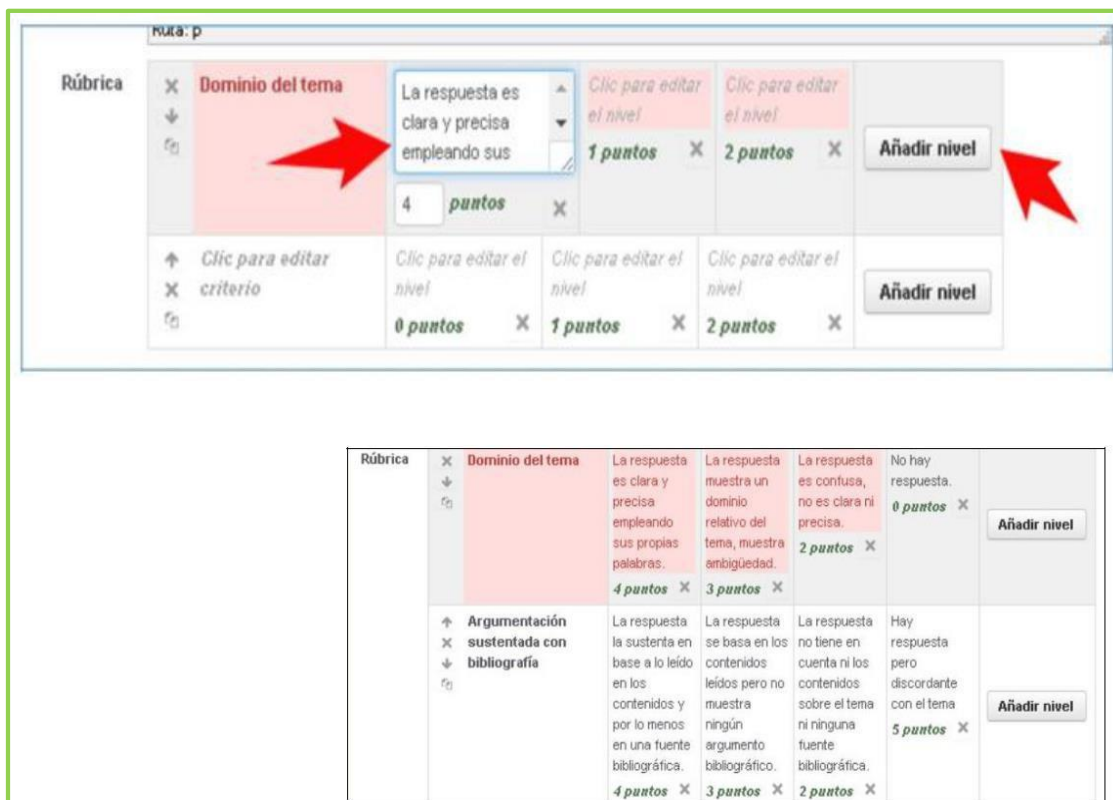 Ruta: p
Rúbrica
Dominio del tema
La respuesta es
clara y precisa
empleando sus
4 puntos
Clic para editar
el nivel
1 puntos
Clic para editar
el nivel
2 puntos
Añadir nivel
Clic para editar
criterio
Clic para editar el
nivel
0 puntos
Clic para editar el
nivel
1 puntos
Clic para editar el
nivel
2 puntos
Añadir nivel
Rúbrica
Dominio del tema
La respuesta
es clara y
precisa
empleando
sus propias
palabras.
4 puntos
La respuesta
muestra un
dominio
relativo del
tema, muestra
ambigüedad.
3 puntos
La respuesta
es confusa,
no es clara ni
precisa.
2 puntos
No hay
respuesta.
0 puntos
Añadir nivel
Argumentación
sustentada con
bibliografía
La respuesta
la sustenta en
base a lo leído
en los
contenidos y
por lo menos
en una fuente
bibliográfica.
4 puntos
La respuesta
se basa en los
contenidos
leídos pero no
muestra
ningún
argumento
bibliográfico.
3 puntos
La respuesta
no tiene en
cuenta ni los
contenidos
sobre el tema
ni ninguna
fuente
bibliográfica.
2 puntos
Hay
respuesta
pero
discordante
con el tema
5 puntos
Añadir nivel